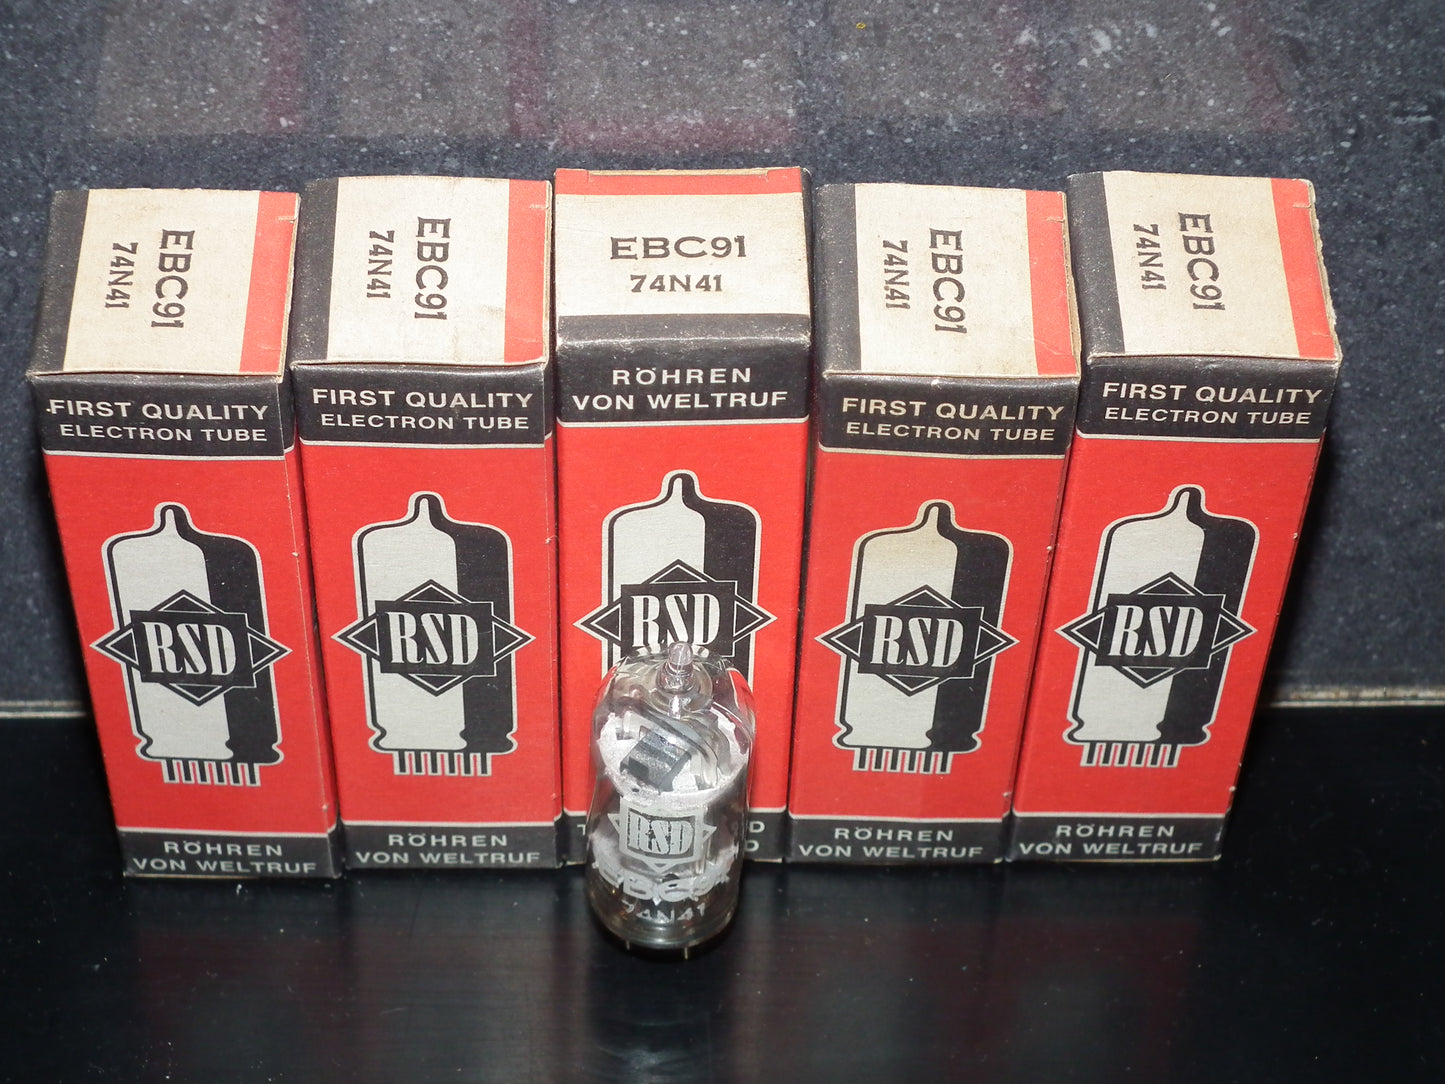 EBC91
74N41
FIRST QUALITY
ELECTRON TUBE
RSD
RÖHREN
VON WELTRUF
EBC91
74N41
FIRST QUALITY
ELECTRON TUBE
RSD
RÖHREN
VON WELTRUF
EBC91
74N41
RÖHREN
VON WELTRUF
RSD
RSD
EBC91
74N41
EBC91
74N41
FIRST QUALITY
ELECTRON TUBE
RSD
RÖHREN
VON WELTRUF
EBC91
74N41
FIRST QUALITY
ELECTRON TUBE
RSD
RÖHREN
VON WELTRUF